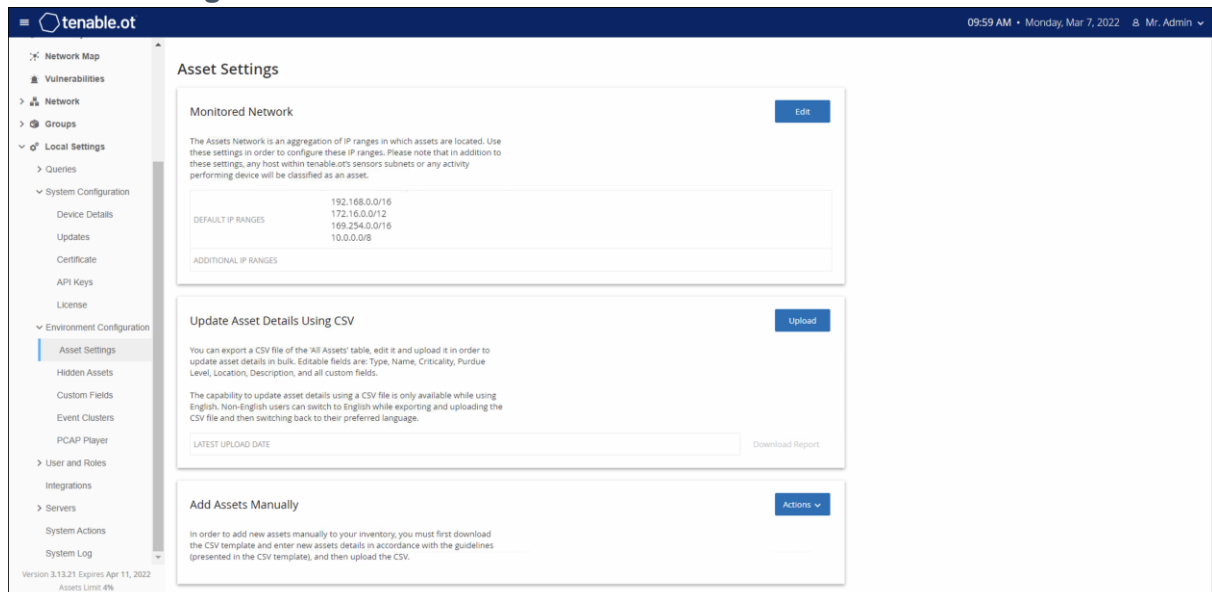 tenable.ot
09:59 AM • Monday, Mar 7, 2022 Mr. Admin
Network Map
Vulnerabilities
Network
Groups
Local Settings
Queries
System Configuration
Device Details
Updates
Certificate
API Keys
License
Environment Configuration
Asset Settings
Hidden Assets
Custom Fields
Event Clusters
PCAP Player
User and Roles
Integrations
Servers
System Actions
System Log
Version 3.13.21 Expires Apr 11, 2022
Assets Limit 4%
Asset Settings
Monitored Network
Edit
The Assets Network is an aggregation of IP ranges in which assets are located. Use
these settings in order to configure these IP ranges. Please note that in addition to
these settings, any host within tenable.ot's sensors subnets or any activity
performing device will be classified as an asset.
DEFAULT IP RANGES
192.168.0.0/16
172.16.0.0/12
169.254.0.0/16
10.0.0.0/8
ADDITIONAL IP RANGES
Update Asset Details Using CSV
Upload
You can export a CSV file of the 'All Assets' table, edit it and upload it in order to
update asset details in bulk. Editable fields are: Type, Name, Criticality, Purdue
Level, Location, Description, and all custom fields.
The capability to update asset details using a CSV file is only available while using
English. Non-English users can switch to English while exporting and uploading the
CSV file and then switching back to their preferred language.
LATEST UPLOAD DATE
Download Report
Add Assets Manually
Actions
In order to add new assets manually to your inventory, you must first download
the CSV template and enter new assets details in accordance with the guidelines
(presented in the CSV template), and then upload the CSV.